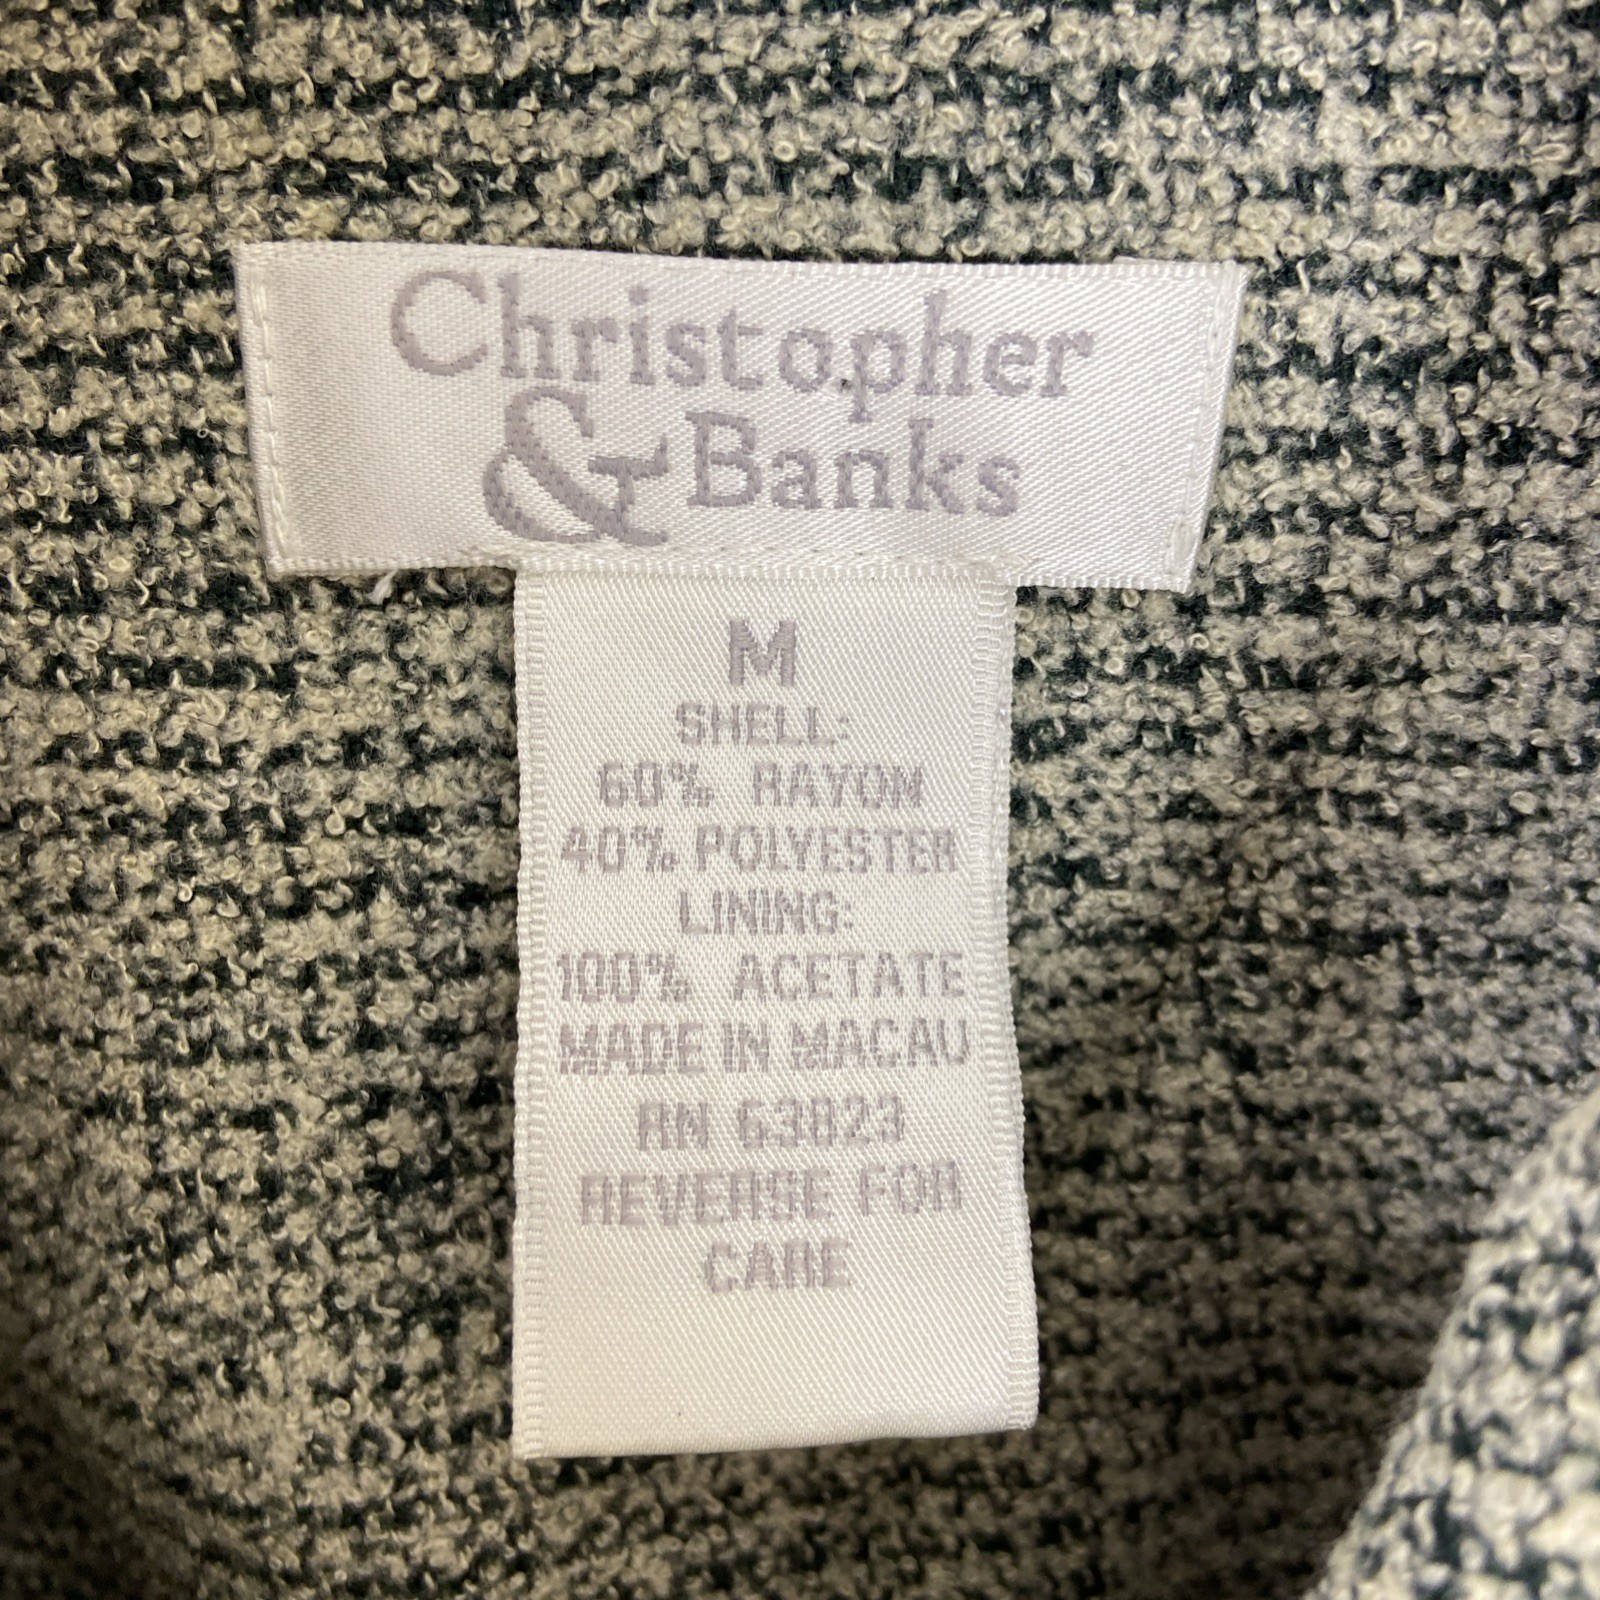 Christopher
& Banks
M
SHELL:
60% RAYON
40% POLYESTER
LINING:
100% ACETATE
MADE IN MACAU
RN 63823
REVERSE FOR
CARE